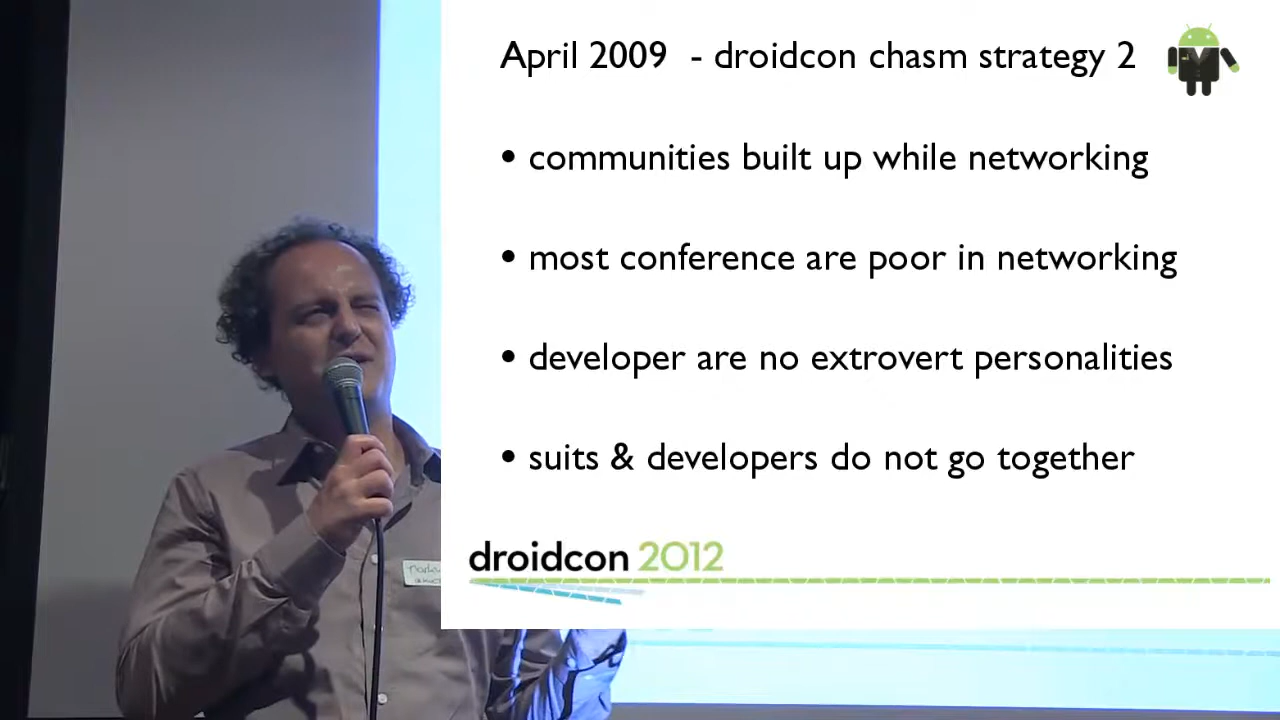 April 2009 - droidcon chasm strategy 2
• communities built up while networking
• most conference are poor in networking
• developer are no extrovert personalities
• suits & developers do not go together
droidcon 2012